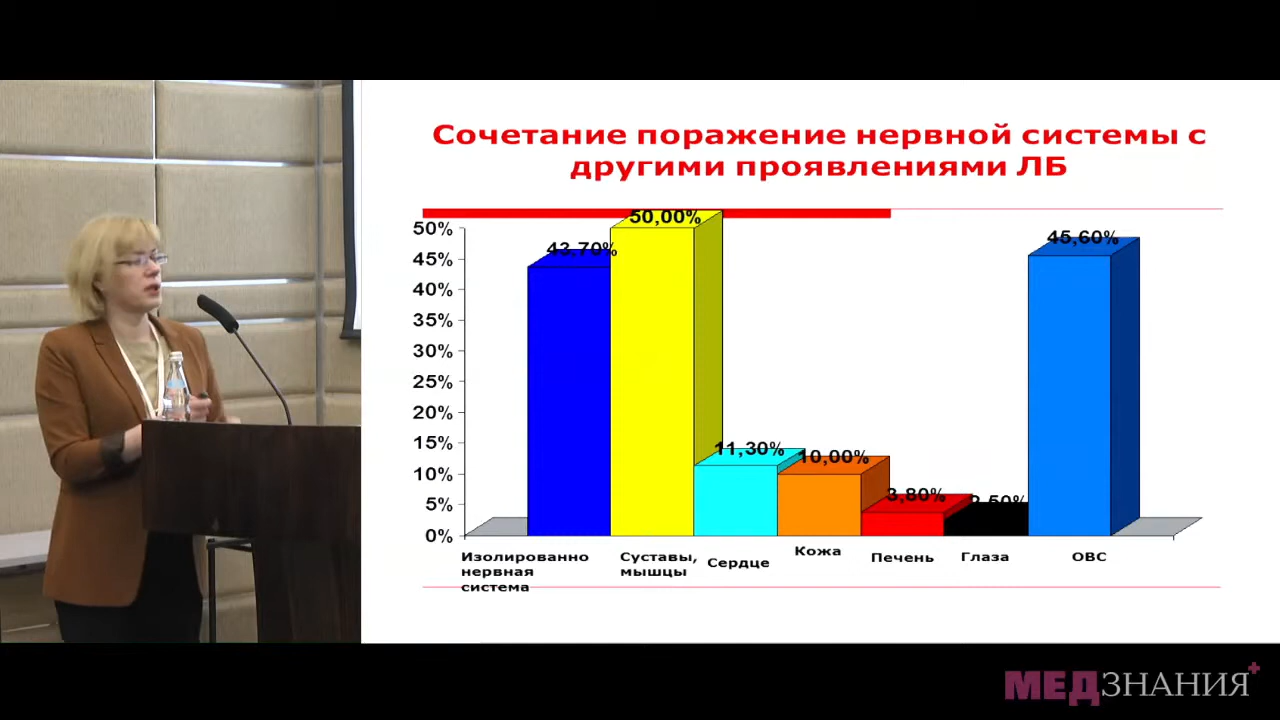 Сочетание поражение нервной системы с
другими проявлениями ЛБ
50%
45%
40%
35%
30%
25%
20%
15%
10%
5%
0%
43,70%
50,00%
11,30%
10,00%
3,80%
2,50%
45,60%
Изолированно
нервная
система
Суставы,
мышцы
Сердце
Кожа
Печень
Глаза
ОВС
МЕДЗНАНИЯ+